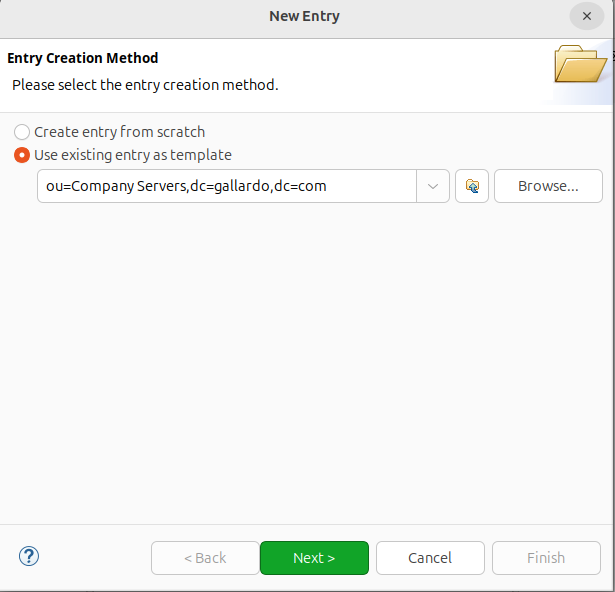 New Entry
Entry Creation Method
Please select the entry creation method.
Create entry from scratch
Use existing entry as template
ou=Company Servers,dc=gallardo,dc=com
Browse...
?
< Back
Next >
Cancel
Finish